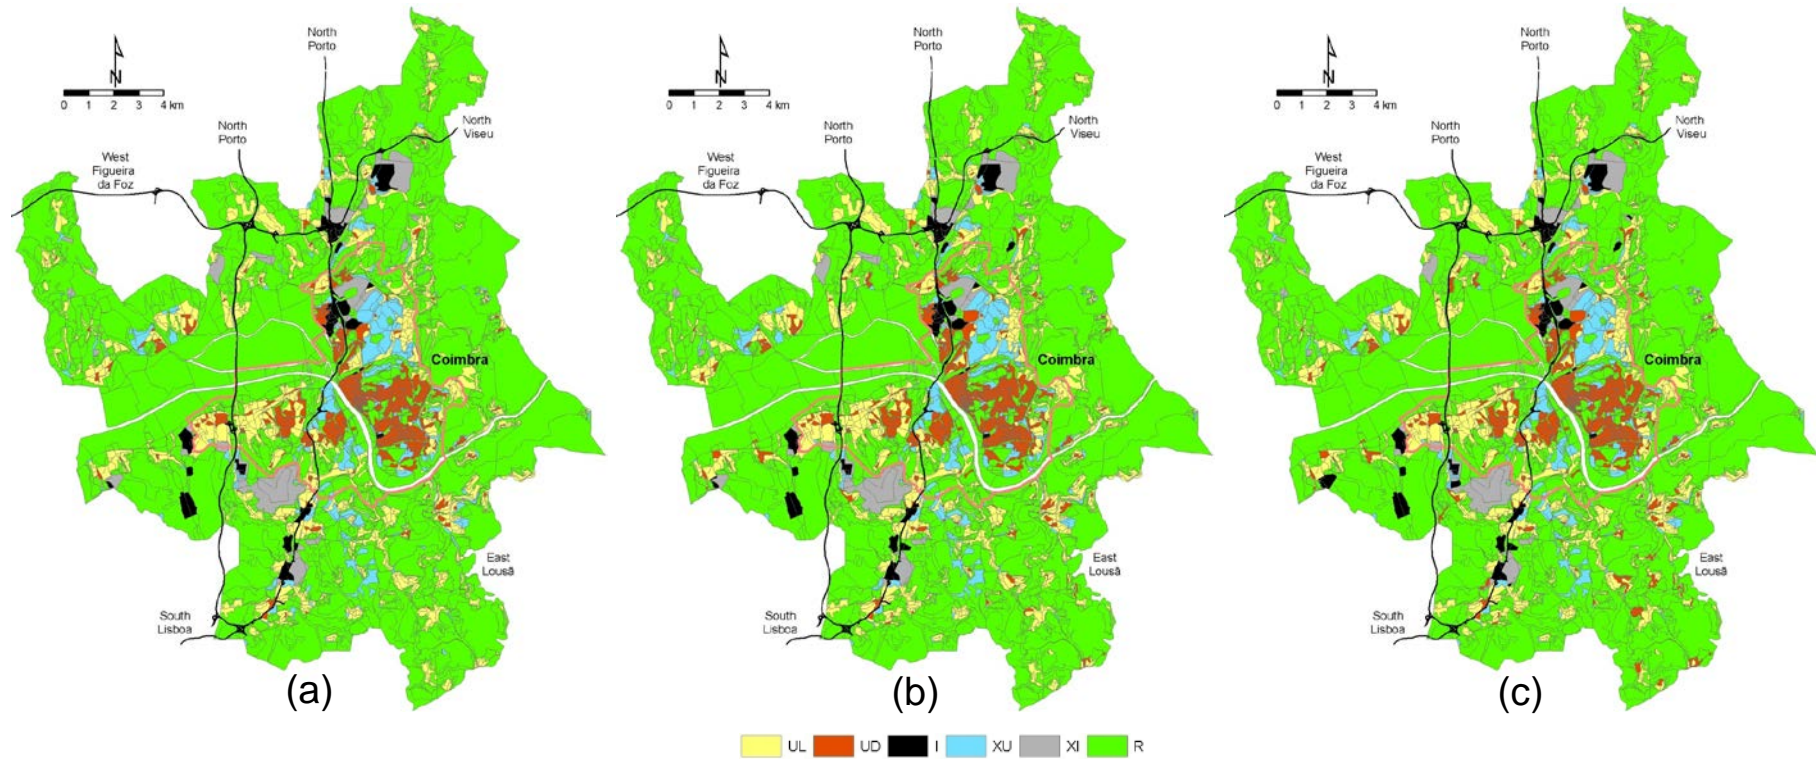 North
Porto
N
0 1 2 3 4 km
North
Viseu
North
Porto
West
Figueira
da Foz
Coimbra
East
Lousã
South
Lisboa
(a)
North
Porto
N
0 1 2 3 4 km
North
Viseu
North
Porto
West
Figueira
da Foz
Coimbra
East
Lousã
South
Lisboa
(b)
North
Porto
N
0 1 2 3 4 km
North
Viseu
North
Porto
West
Figueira
da Foz
Coimbra
East
Lousã
South
Lisboa
(c)
UL UD I XU XI R